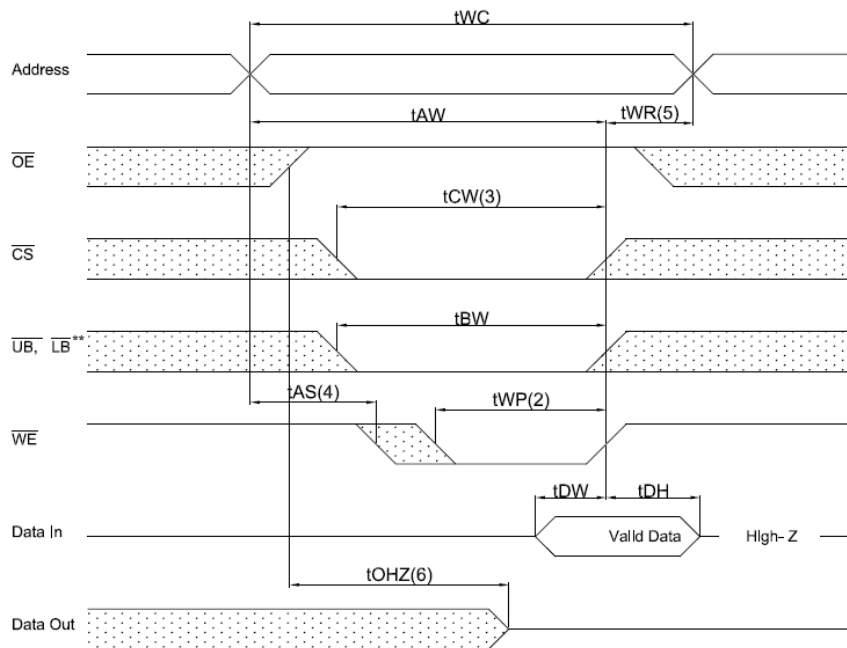 tWC
Address
tAW
tWR(5)
OE
tCW(3)
CS
tBW
UB, LB**
tAS(4)
tWP(2)
WE
tDW
tDH
Data In
Valid Data
High-Z
tOHZ(6)
Data Out